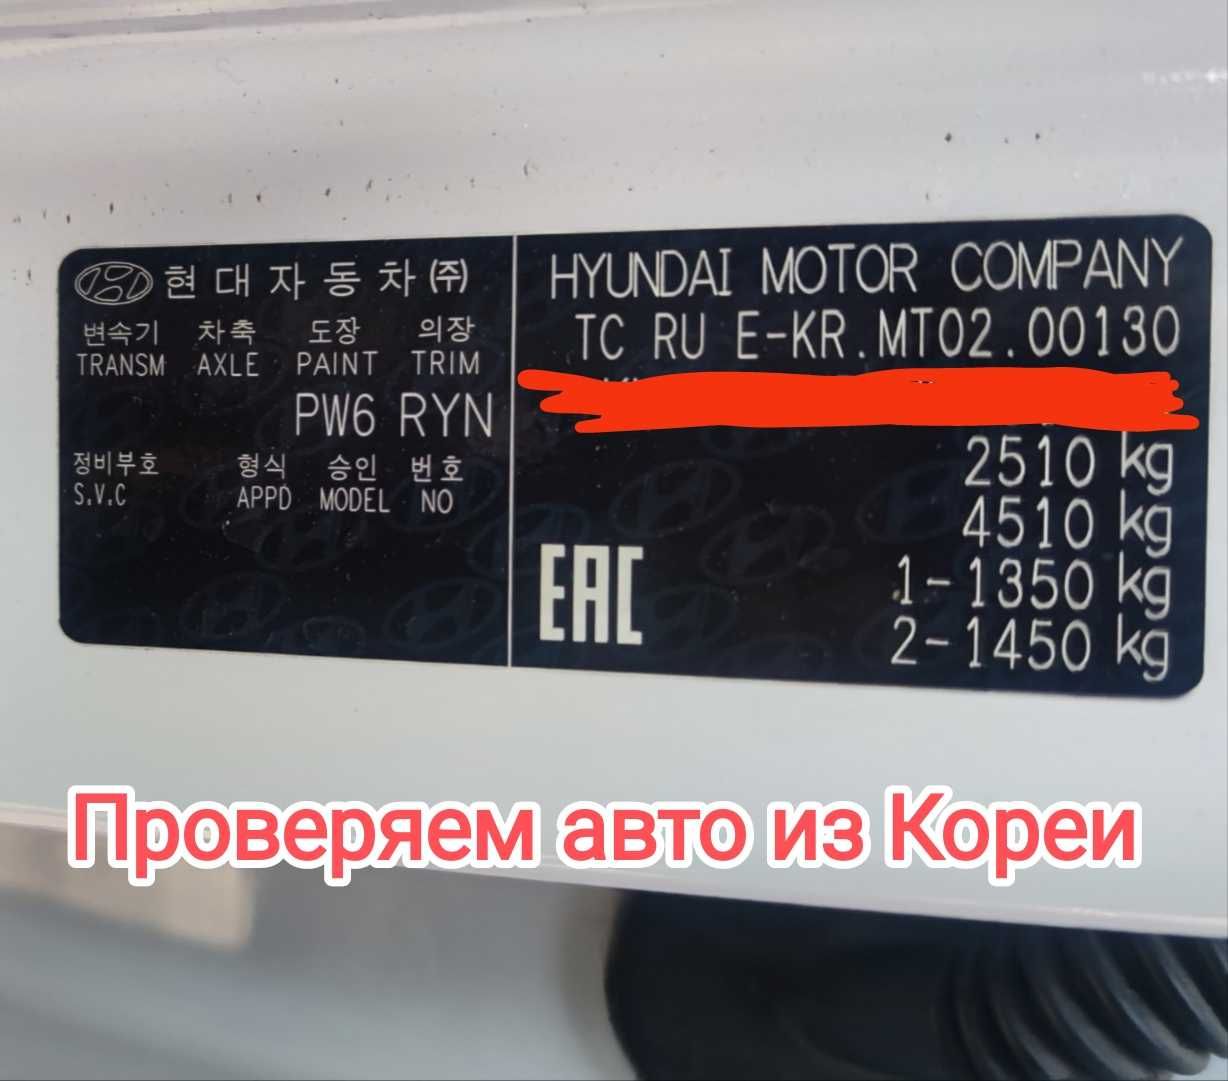 현대자동차㈜
변속기 차축 도장 의장
TRANSM AXLE PAINT TRIM
PW6 RYN
정비부호 형식 승인 번호
S.V.C APPD MODEL NO
HYUNDAI MOTOR COMPANY
TC RU E-KR.MT02.00130
2510 kg
4510 kg
1-1350 kg
2-1450 kg
EAC
Проверяем авто из Кореи